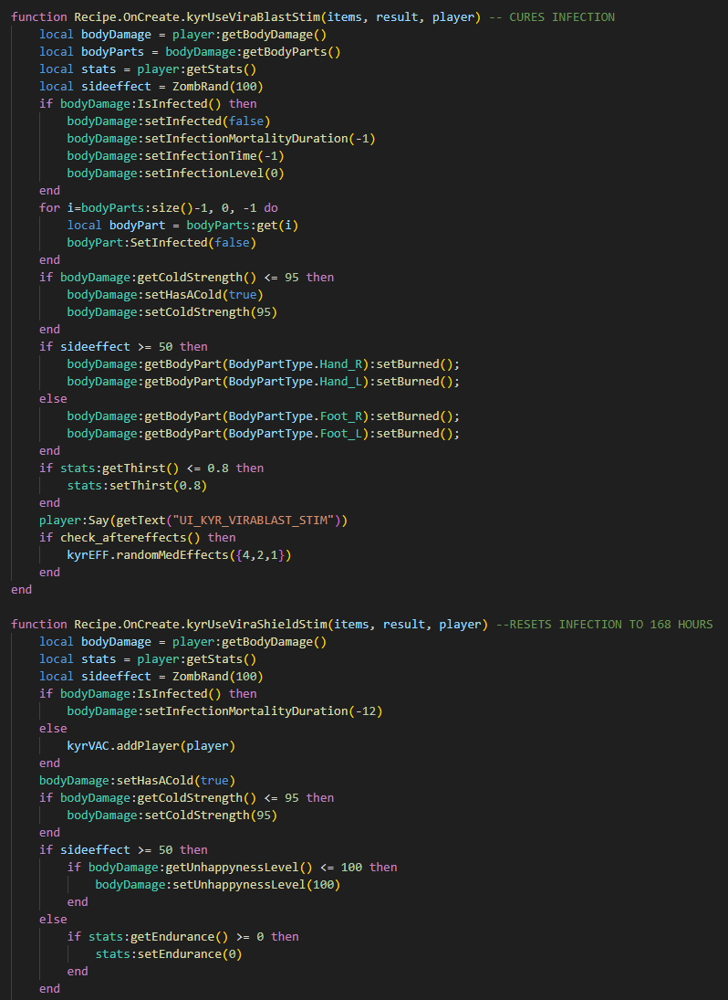 function Recipe.OnCreate.kyrUseViraBlastStim(items, result, player) -- CURES INFECTION
    local bodyDamage = player:getBodyDamage()
    local bodyParts = bodyDamage:getBodyParts()
    local stats = player:getStats()
    local sideeffect = ZombRand(100)
    if bodyDamage:IsInfected() then
        bodyDamage:setInfected(false)
        bodyDamage:setInfectionMortalityDuration(-1)
        bodyDamage:setInfectionTime(-1)
        bodyDamage:setInfectionLevel(0)
    end
    for i=bodyParts:size()-1, 0, -1 do
        local bodyPart = bodyParts:get(i)
        bodyPart:SetInfected(false)
    end
    if bodyDamage:getColdStrength() <= 95 then
        bodyDamage:setHasACold(true)
        bodyDamage:setColdStrength(95)
    end
    if sideeffect >= 50 then
        bodyDamage:getBodyPart(BodyPartType.Hand_R):setBurned();
        bodyDamage:getBodyPart(BodyPartType.Hand_L):setBurned();
    else
        bodyDamage:getBodyPart(BodyPartType.Foot_R):setBurned();
        bodyDamage:getBodyPart(BodyPartType.Foot_L):setBurned();
    end
    if stats:getThirst() <= 0.8 then
        stats:setThirst(0.8)
    end
    player:Say(getText("UI_KYR_VIRABLAST_STIM"))
    if check_aftereffects() then
        kyrEFF.randomMedEffects({4,2,1})
    end
end

function Recipe.OnCreate.kyrUseViraShieldStim(items, result, player) --RESETS INFECTION TO 168 HOURS
    local bodyDamage = player:getBodyDamage()
    local stats = player:getStats()
    local sideeffect = ZombRand(100)
    if bodyDamage:IsInfected() then
        bodyDamage:setInfectionMortalityDuration(-12)
    else
        kyrVAC.addPlayer(player)
    end
    bodyDamage:setHasACold(true)
    if bodyDamage:getColdStrength() <= 95 then
        bodyDamage:setColdStrength(95)
    end
    if sideeffect >= 50 then
        if bodyDamage:getUnhappynessLevel() <= 100 then
            bodyDamage:setUnhappynessLevel(100)
        end
    else
        if stats:getEndurance() >= 0 then
            stats:setEndurance(0)
        end
    end